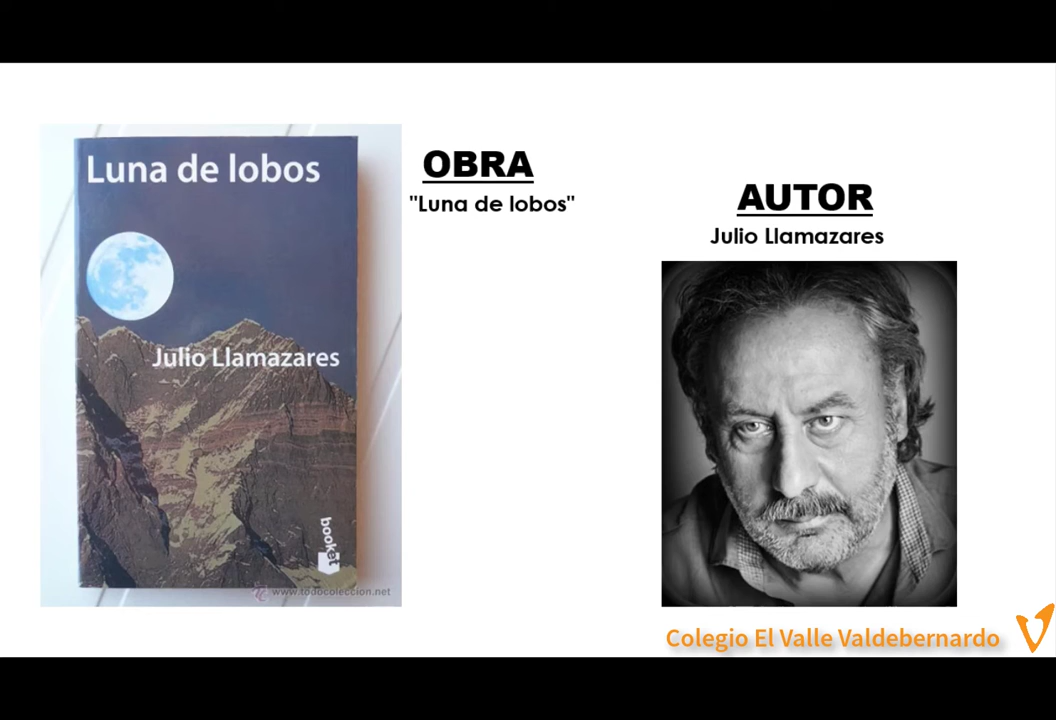 Luna de lobos
Julio Llamazares
booket
www.todocoleccion.net
OBRA
"Luna de lobos"
AUTOR
Julio Llamazares
Colegio El Valle Valdebernardo